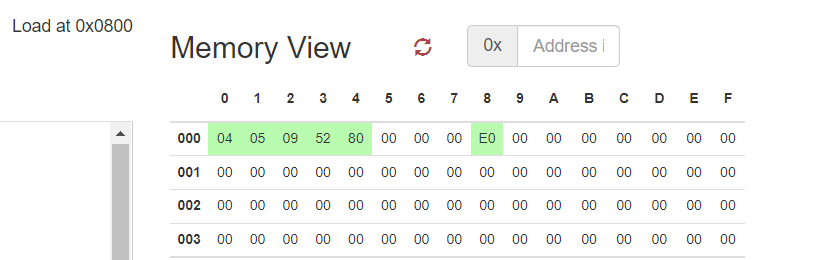 Load at 0x0800
Memory View 0x Address i
0 1 2 3 4 5 6 7 8 9 A B C D E F
000 04 05 09 52 80 00 00 00 E0 00 00 00 00 00 00 00
001 00 00 00 00 00 00 00 00 00 00 00 00 00 00 00 00
002 00 00 00 00 00 00 00 00 00 00 00 00 00 00 00 00
003 00 00 00 00 00 00 00 00 00 00 00 00 00 00 00 00